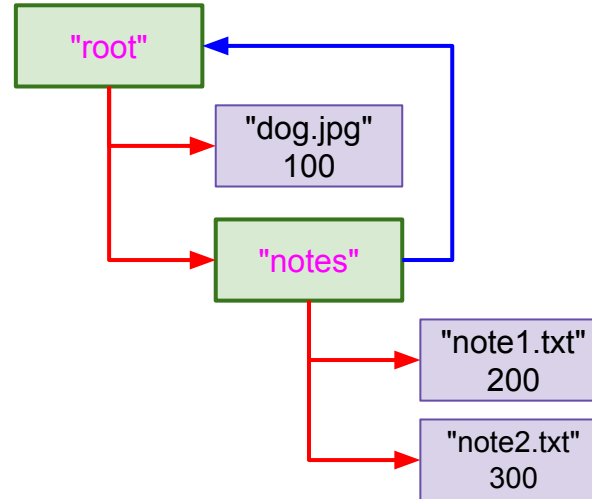 "root"
"dog.jpg"
100
"notes"
"note1.txt"
200
"note2.txt"
300